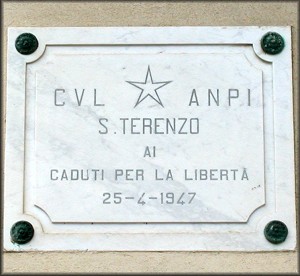 CVL ANPI
S. TERENZO
AI
CADUTI PER LA LIBERTÀ
25-4-1947